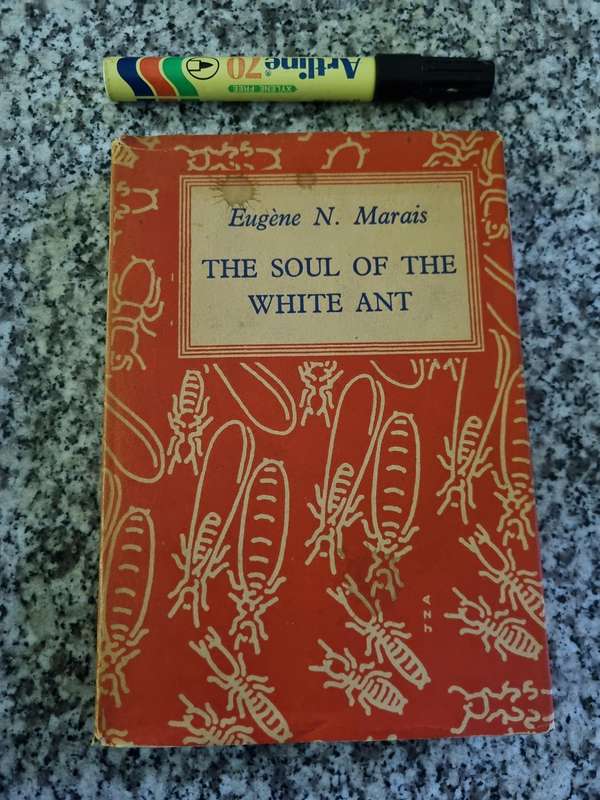 Artline 70
XYLENE-FREE
Eugène N. Marais
THE SOUL OF THE
WHITE ANT
JZA